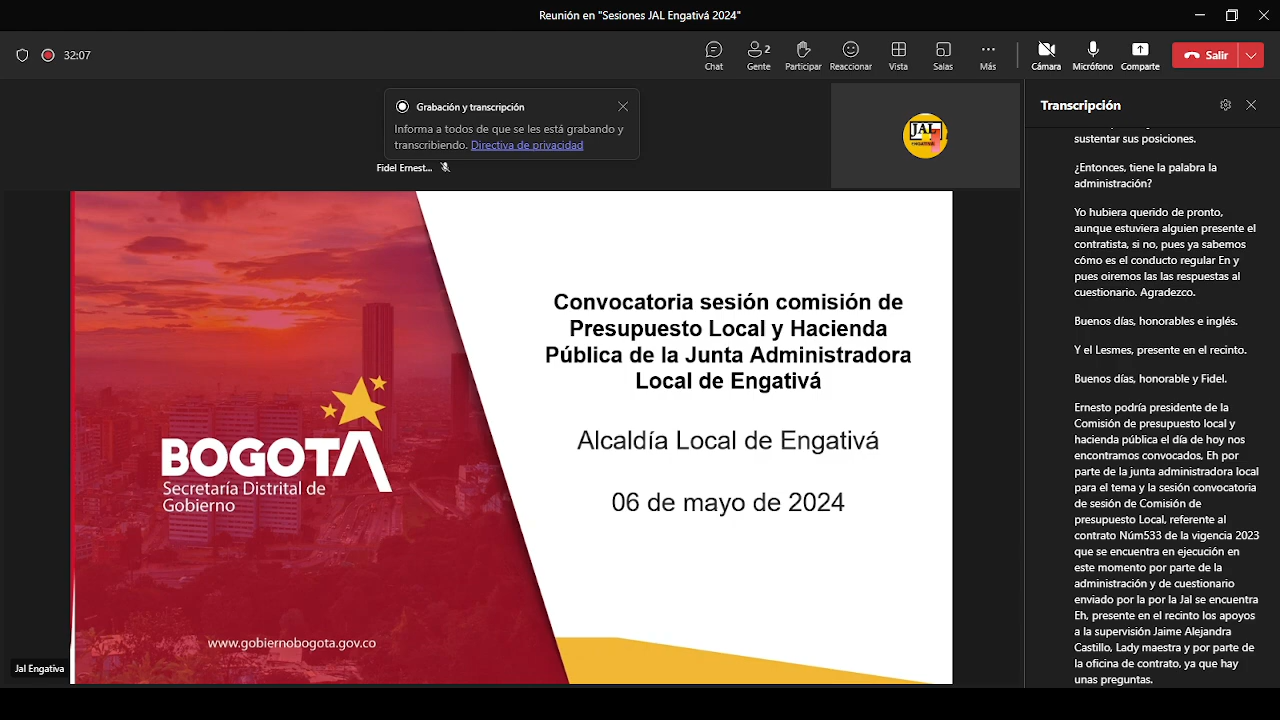 Reunión en "Sesiones JAL Engativá 2024"
32:07
Chat
2
Gente
Participar
Reaccionar
Vista
Salas
Más
Cámara
Micrófono
Comparte
Salir
Grabación y transcripción
Informa a todos de que se les está grabando y
transcribiendo. Directiva de privacidad
Fidel Ernest...
JAL
ENGATIVÁ
Convocatoria sesión comisión de
Presupuesto Local y Hacienda
Pública de la Junta Administradora
Local de Engativá
Alcaldía Local de Engativá
06 de mayo de 2024
BOGOTÁ
Secretaría Distrital de
Gobierno
www.gobiernobogota.gov.co
Jal Engativa
Transcripción
sustentar sus posiciones.
¿Entonces, tiene la palabra la
administración?
Yo hubiera querido de pronto,
aunque estuviera alguien presente el
contratista, si no, pues ya sabemos
cómo es el conducto regular En y
pues oiremos las las respuestas al
cuestionario. Agradezco.
Buenos días, honorables e inglés.
Y el Lesmes, presente en el recinto.
Buenos días, honorable y Fidel.
Ernesto podría presidente de la
Comisión de presupuesto local y
hacienda pública el día de hoy nos
encontramos convocados, Eh por
parte de la junta administradora local
para el tema y la sesión convocatoria
de sesión de Comisión de
presupuesto Local, referente al
contrato Núm533 de la vigencia 2023
que se encuentra en ejecución en
este momento por parte de la
administración y de cuestionario
enviado por la por la Jal se encuentra
Eh, presente en el recinto los apoyos
a la supervisión Jaime Alejandra
Castillo, Lady maestra y por parte de
la oficina de contrato, ya que hay
unas preguntas.